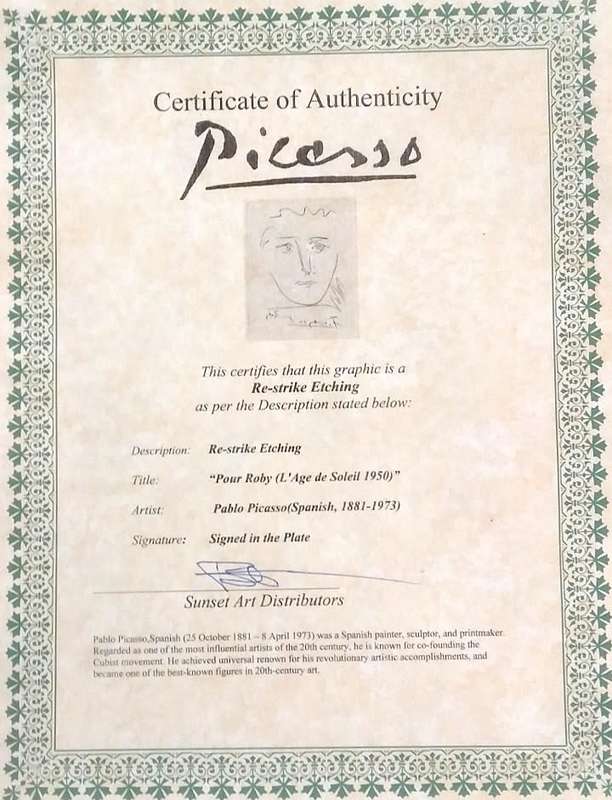 Certificate of Authenticity
Picasso
This certifies that this graphic is a
Re-strike Etching
as per the Description stated below:
Description: Re-strike Etching
Title: "Pour Roby (L'Age de Soleil 1950)"
Artist: Pablo Picasso(Spanish, 1881-1973)
Signature: Signed in the Plate
Sunset Art Distributors
Pablo Picasso,Spanish (25 October 1881 – 8 April 1973) was a Spanish painter, sculptor, and printmaker.
Regarded as one of the most influential artists of the 20th century, he is known for co-founding the
Cubist movement. He achieved universal renown for his revolutionary artistic accomplishments, and
became one of the best-known figures in 20th-century art.